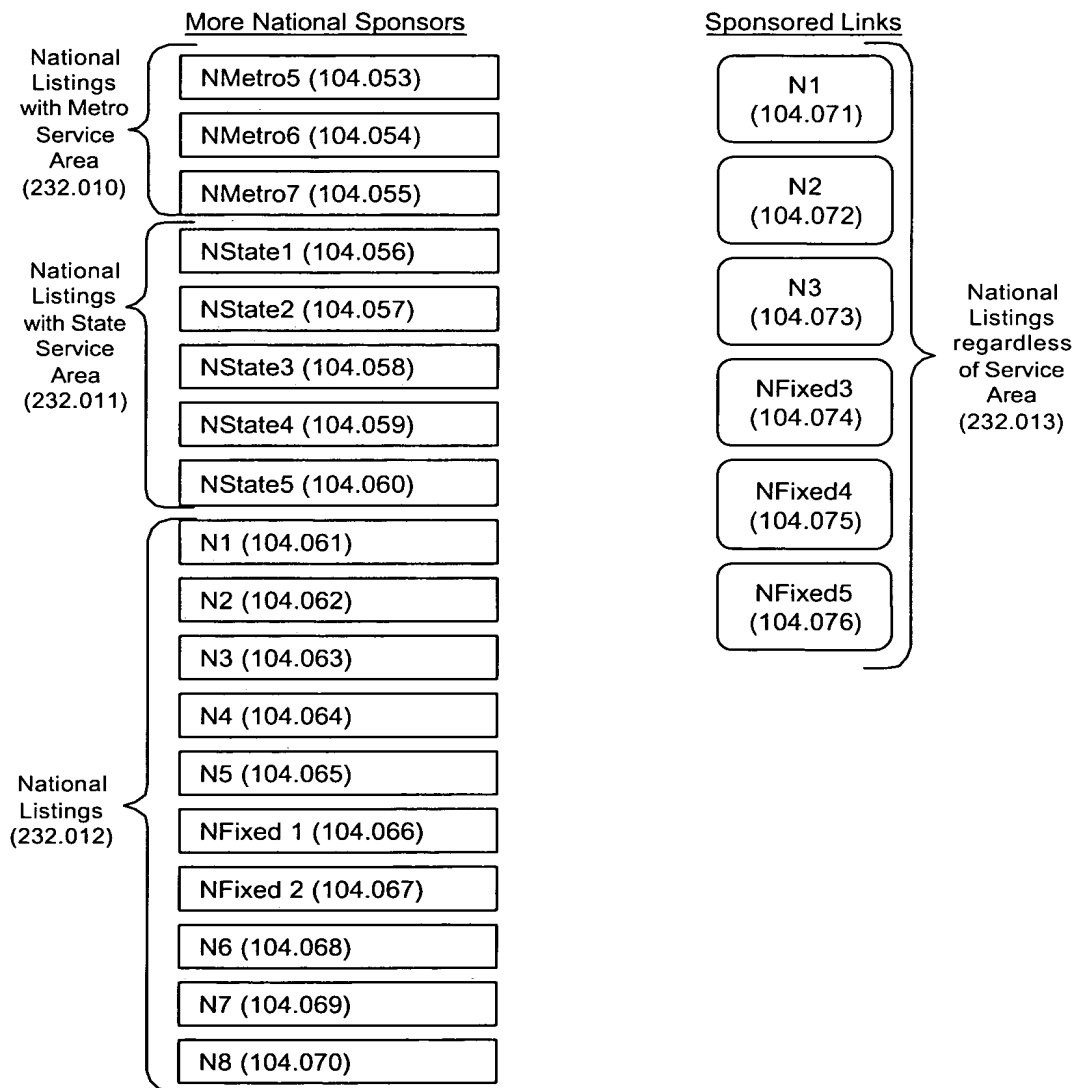 More National Sponsors
National
Listings
with Metro
Service
Area
(232.010)
NMetro5 (104.053)
NMetro6 (104.054)
NMetro7 (104.055)
National
Listings
with State
Service
Area
(232.011)
NState1 (104.056)
NState2 (104.057)
NState3 (104.058)
NState4 (104.059)
NState5 (104.060)
National
Listings
(232.012)
N1 (104.061)
N2 (104.062)
N3 (104.063)
N4 (104.064)
N5 (104.065)
NFixed 1 (104.066)
NFixed 2 (104.067)
N6 (104.068)
N7 (104.069)
N8 (104.070)
Sponsored Links
N1
(104.071)
N2
(104.072)
N3
(104.073)
NFixed3
(104.074)
NFixed4
(104.075)
NFixed5
(104.076)
National
Listings
regardless
of Service
Area
(232.013)